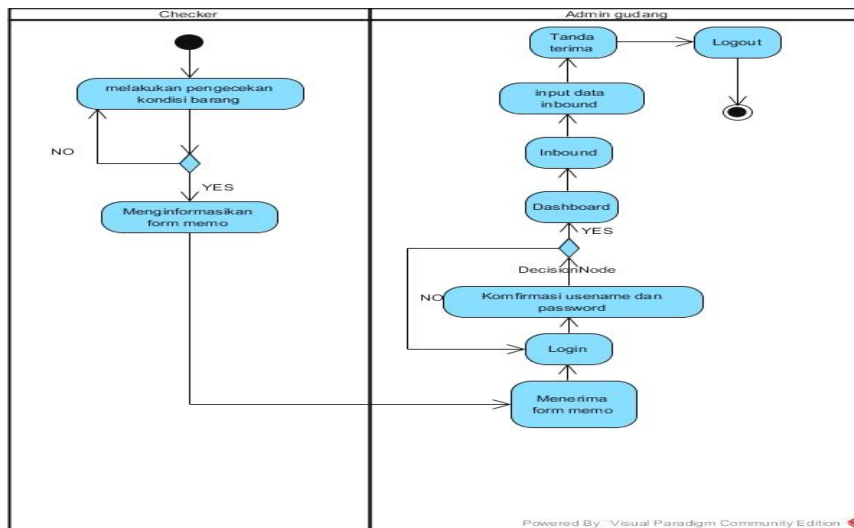 Checker
Admin gudang
melakukan pengecekan
kondisi barang
NO
YES
Menginformasikan
form memo
Tanda
terima
Logout
input data
inbound
Inbound
Dashboard
YES
DecisionNode
NO
Komfirmasi usename dan
password
Login
Menerima
form memo
Powered By Visual Paradigm Community Edition